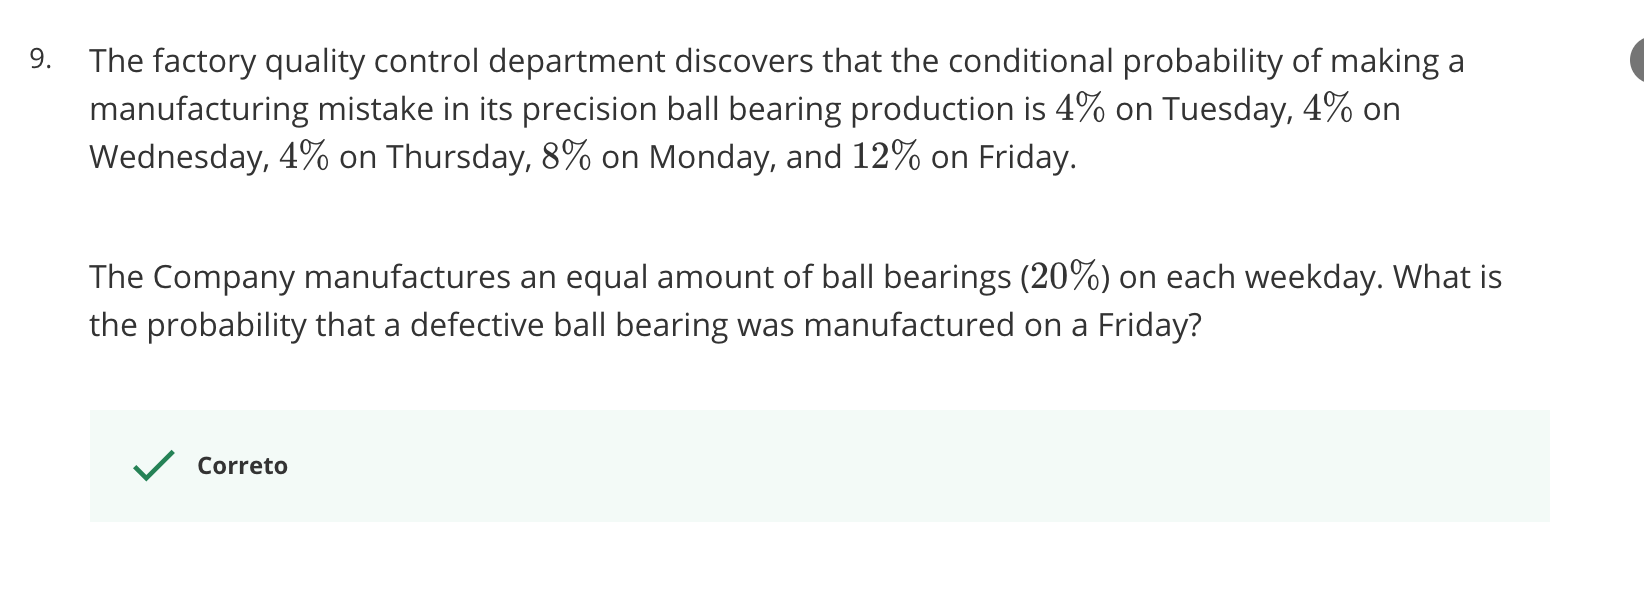 9. The factory quality control department discovers that the conditional probability of making a
manufacturing mistake in its precision ball bearing production is 4% on Tuesday, 4% on
Wednesday, 4% on Thursday, 8% on Monday, and 12% on Friday.
The Company manufactures an equal amount of ball bearings (20%) on each weekday. What is
the probability that a defective ball bearing was manufactured on a Friday?
Correto